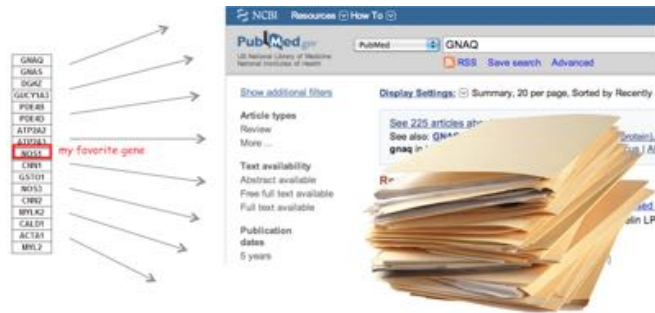 GNAQ
GNAS
DGKZ
GUCY1A3
PDE4B
PDE4D
ATP2A2
ATP2A3
NOS1 my favorite gene
CNN1
GSTO1
NOS3
CNN2
MYLK2
CALD1
ACTA1
MYL2
NCBI Resources How To
PubMed.gov
US National Library of Medicine
National Institutes of Health
PubMed GNAQ
RSS Save search Advanced
Show additional filters
Article types
Review
More ...
Text availability
Abstract available
Free full text available
Full text available
Publication
dates
5 years
Display Settings: Summary, 20 per page, Sorted by Recently
See 225 articles
See also:
gnaq